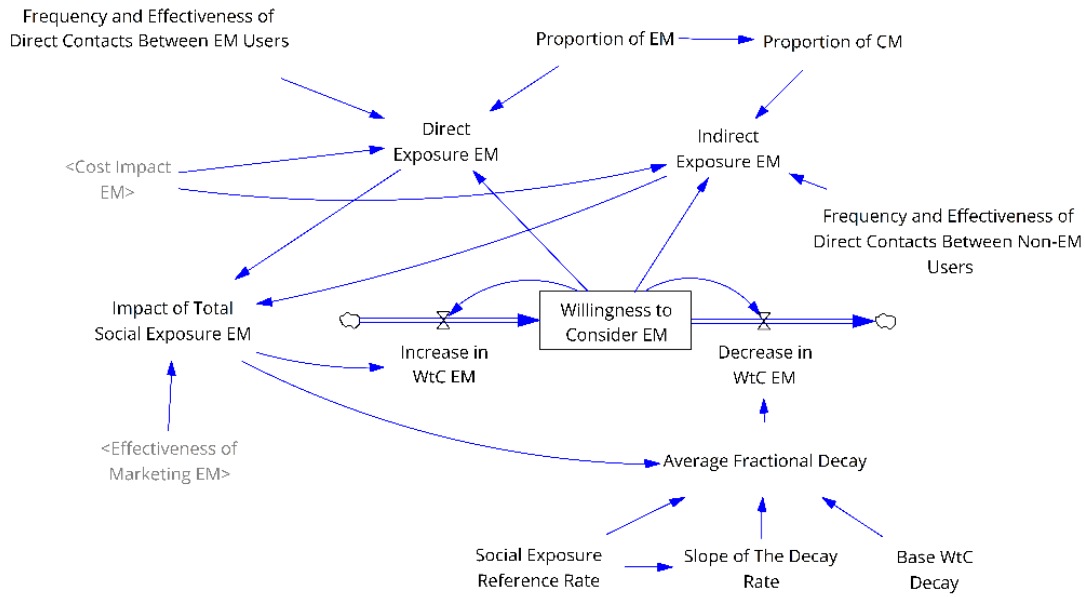 Frequency and Effectiveness of
Direct Contacts Between EM Users
Proportion of EM
Proportion of CM
Direct
Exposure EM
Indirect
Exposure EM
<Cost Impact
EM>
Frequency and Effectiveness of
Direct Contacts Between Non-EM
Users
Impact of Total
Social Exposure EM
Willingness to
Consider EM
Increase in
WtC EM
Decrease in
WtC EM
<Effectiveness of
Marketing EM>
Average Fractional Decay
Social Exposure
Reference Rate
Slope of The Decay
Rate
Base WtC
Decay